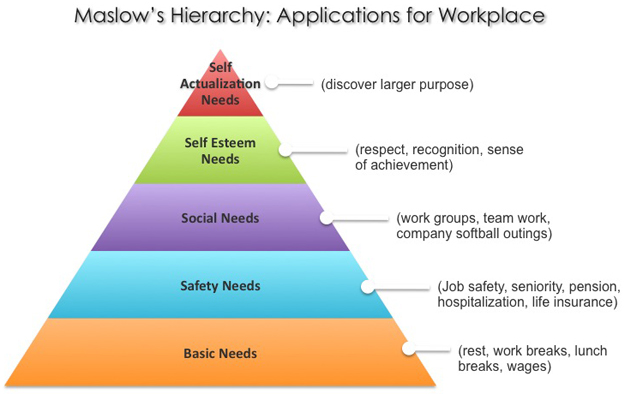 Maslow's Hierarchy: Applications for Workplace
Self
Actualization
Needs
(discover larger purpose)
Self Esteem
Needs
(respect, recognition, sense
of achievement)
Social Needs
(work groups, team work,
company softball outings)
Safety Needs
(Job safety, seniority, pension,
hospitalization, life insurance)
Basic Needs
(rest, work breaks, lunch
breaks, wages)